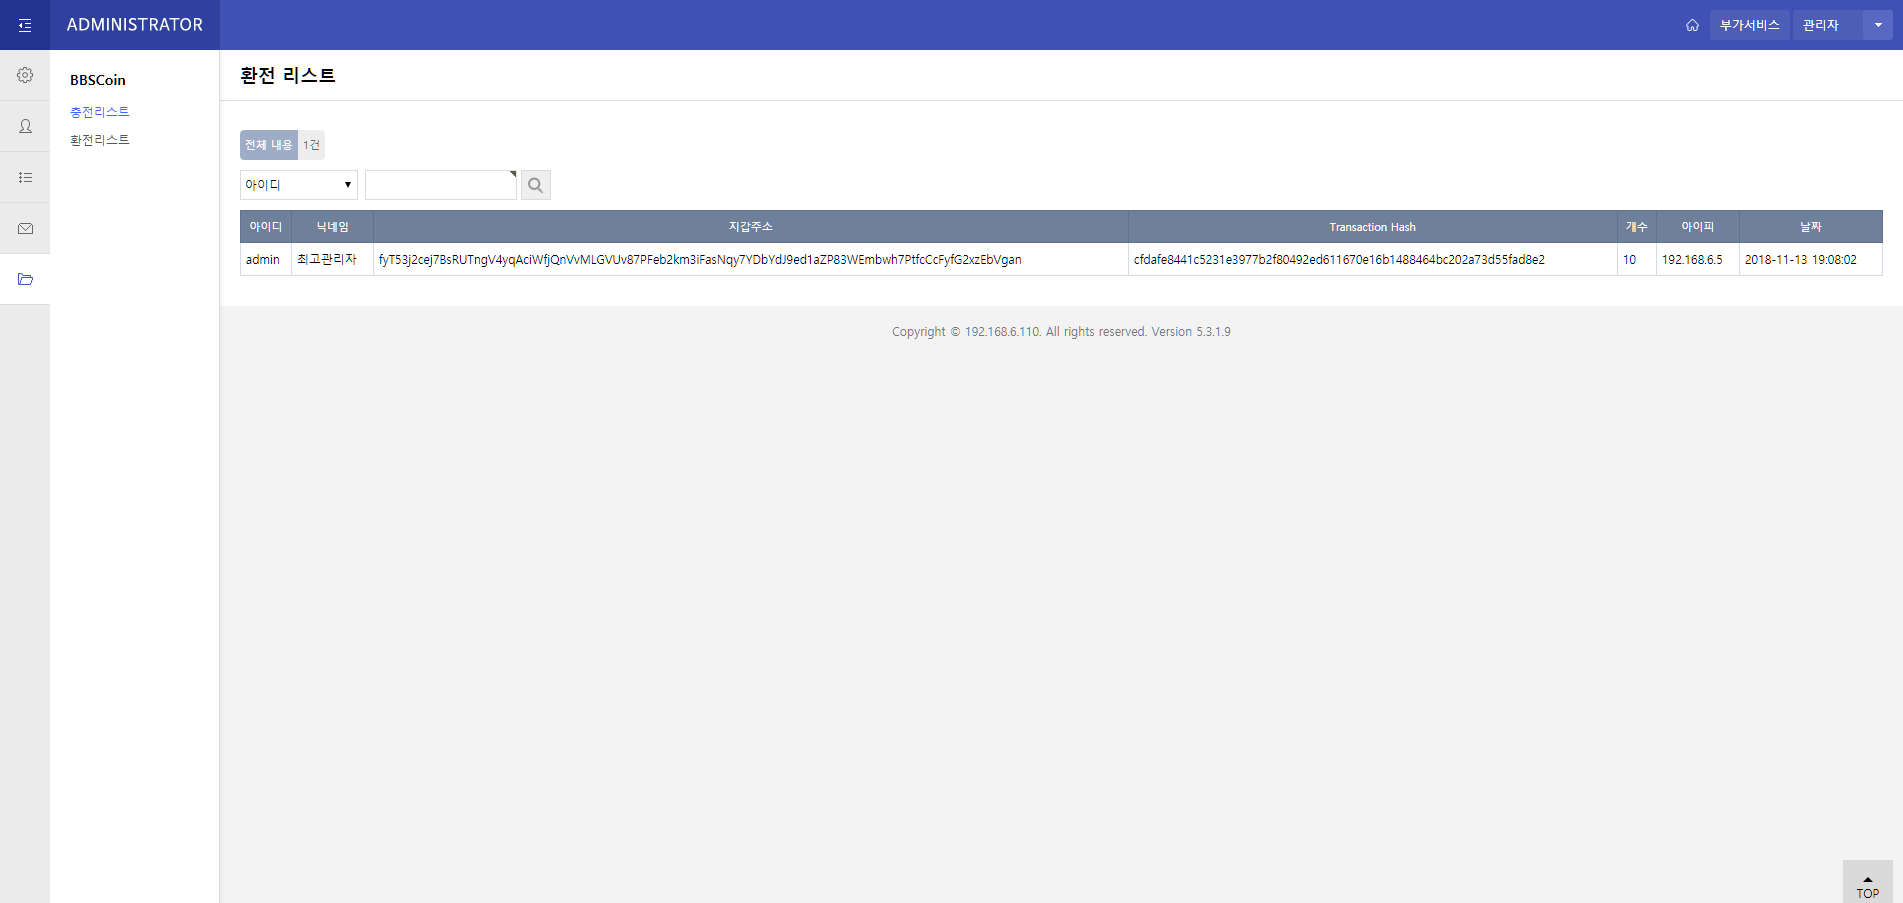 ADMINISTRATOR
부가서비스
관리자
BBSCoin
충전리스트
환전리스트
환전 리스트
전체 내용 1건
아이디
아이디 닉네임 지갑주소 Transaction Hash 개수 아이피 날짜
admin 최고관리자 fyT53j2cej7BsRUTngV4yqAciWfjQnVvMLGVUv87PFeb2km3iFasNqy7YDbYdJ9ed1aZP83WEmbwh7PtfcCcFyfG2xzEbVgan cfdafe8441c5231e3977b2f80492ed611670e16b1488464bc202a73d55fad8e2 10 192.168.6.5 2018-11-13 19:08:02
Copyright © 192.168.6.110. All rights reserved. Version 5.3.1.9
TOP